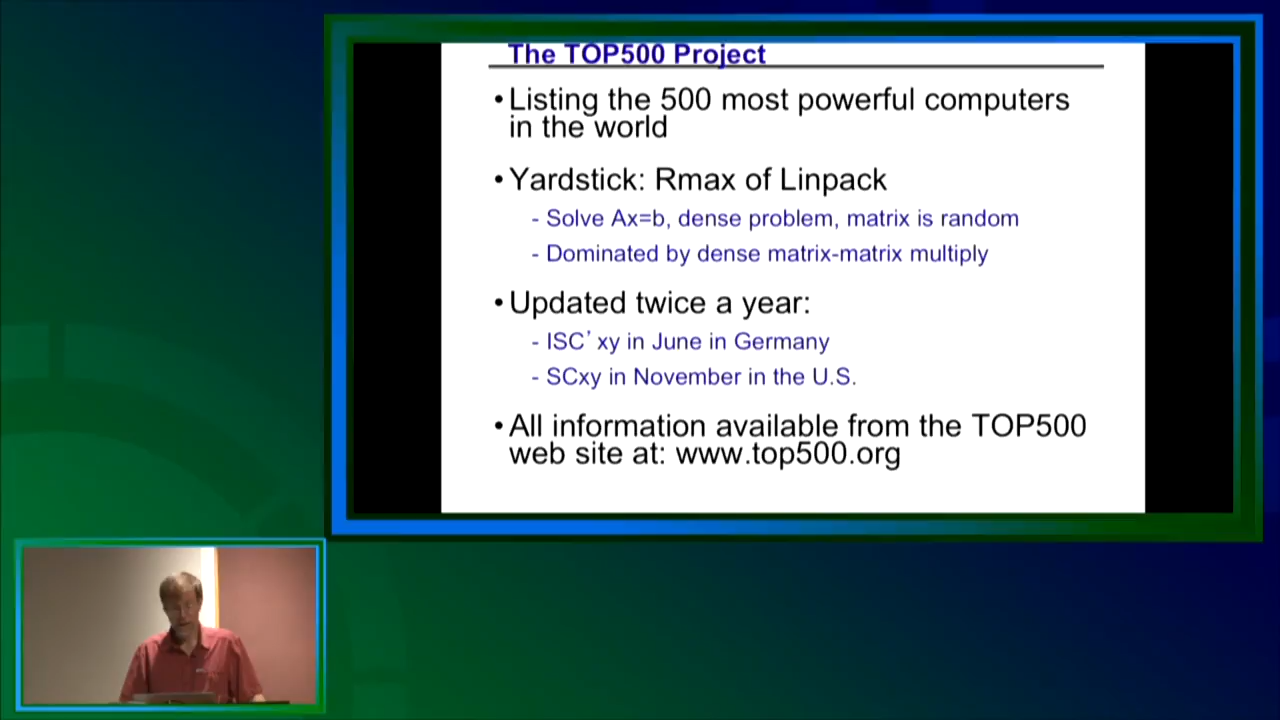 The TOP500 Project
•Listing the 500 most powerful computers
in the world
•Yardstick: Rmax of Linpack
- Solve Ax=b, dense problem, matrix is random
- Dominated by dense matrix-matrix multiply
•Updated twice a year:
- ISC’xy in June in Germany
- SCxy in November in the U.S.
•All information available from the TOP500
web site at: www.top500.org